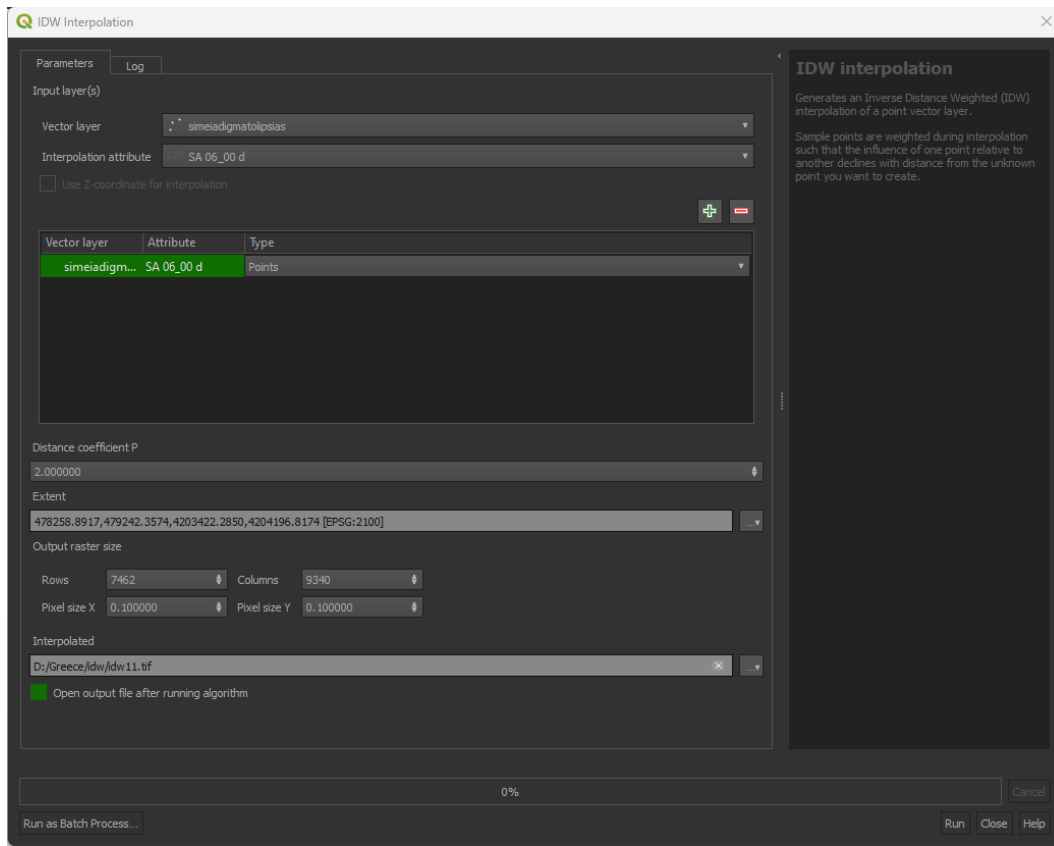 IDW Interpolation
Parameters Log
Input layer(s)
Vector layer simeiadigmatolipsias
Interpolation attribute SA 06_00 d
Use Z-coordinate for interpolation
Vector layer Attribute Type
simeiadigm... SA 06_00 d Points
Distance coefficient P
2.000000
Extent
478258.8917,479242.3574,4203422.2850,4204196.8174 [EPSG:2100]
...
Output raster size
Rows 7462 Columns 9340
Pixel size X 0.100000 Pixel size Y 0.100000
Interpolated
D:/Greece/idw/idw11.tif
...
Open output file after running algorithm
IDW interpolation
Generates an Inverse Distance Weighted (IDW)
interpolation of a point vector layer.
Sample points are weighted during interpolation
such that the influence of one point relative to
another declines with distance from the unknown
point you want to create.
0%
Cancel
Run as Batch Process...
Run Close Help